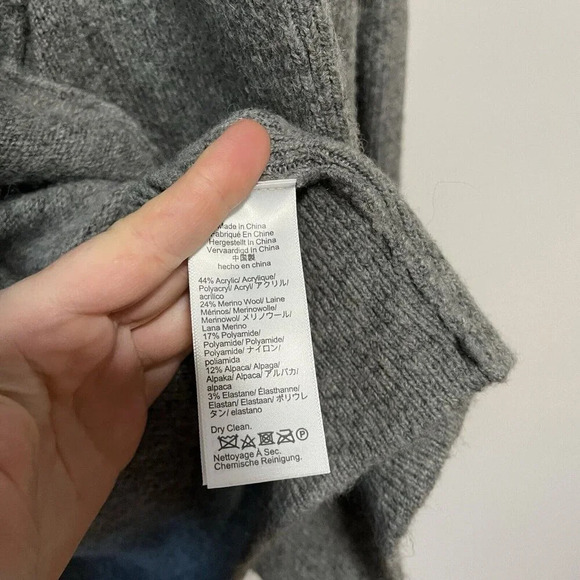 Made in China
Fabriqué En Chine
Hergestellt In China
Vervaardigd In China
中国製
hecho en china
44% Acrylic/ Acrylique/
Polyacryl/ Acryl/ アクリル/
acrílico
24% Merino Wool/ Laine
Mérinos/ Merinowolle/
Merinowol/ メリノウール/
Lana Merino
17% Polyamide/
Polyamide/ Polyamide/
Polyamide/ ナイロン/
poliamida
12% Alpaca/ Alpaga/
Alpaka/ Alpaca/ アルパカ/
alpaca
3% Elastane/ Élasthanne/
Elastan/ Elastaan/ ポリウレ
タン/ elastano
Dry Clean.
P
Nettoyage À Sec.
Chemische Reinigung.